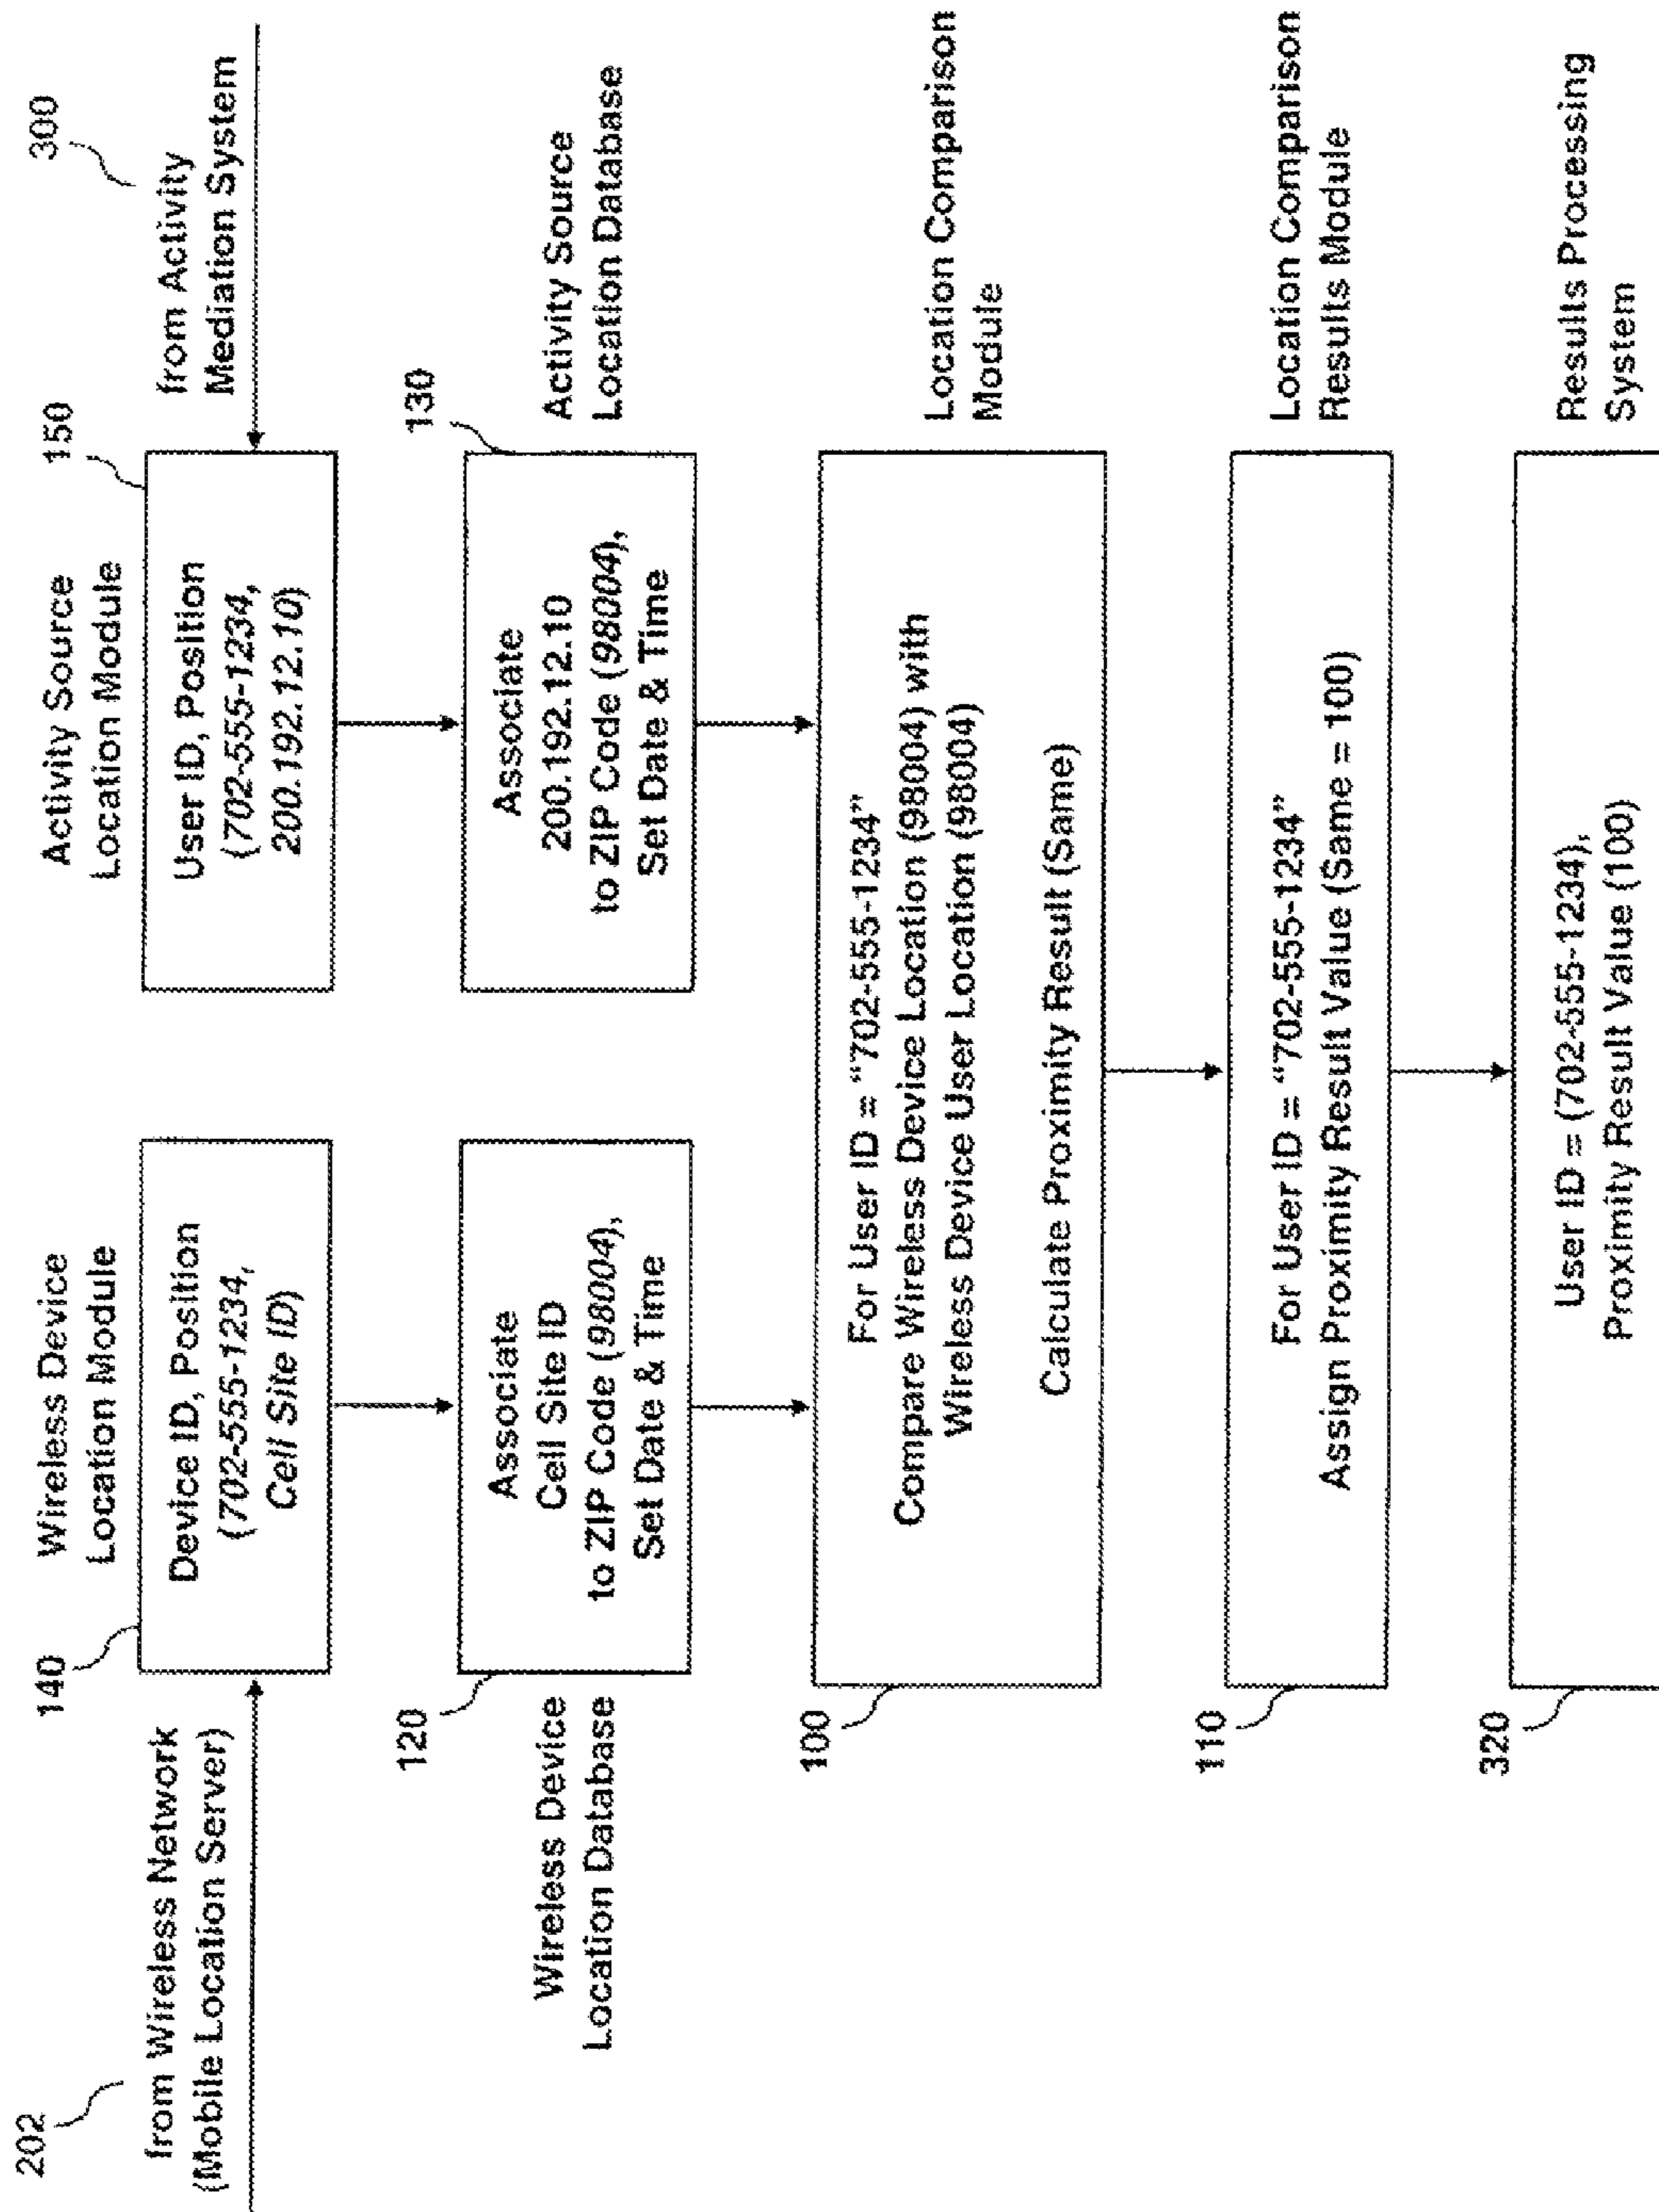 202
from Wireless Network
(Mobile Location Server)
140
Wireless Device
Location Module
Device ID, Position
(702-555-1234,
Cell Site ID)
150
Activity Source
Location Module
User ID, Position
(702-555-1234,
200.192.12.10)
300
from Activity
Mediation System
120
Wireless Device
Location Database
Associate
Cell Site ID
to ZIP Code (98004),
Set Date & Time
130
Activity Source
Location Database
Associate
200.192.12.10
to ZIP Code (98004),
Set Date & Time
100
For User ID = "702-555-1234"
Compare Wireless Device Location (98004) with
Wireless Device User Location (98004)
Calculate Proximity Result (Same)
Location Comparison
Module
110
For User ID = "702-555-1234"
Assign Proximity Result Value (Same = 100)
Location Comparison
Results Module
320
User ID = (702-555-1234),
Proximity Result Value (100)
Results Processing
System